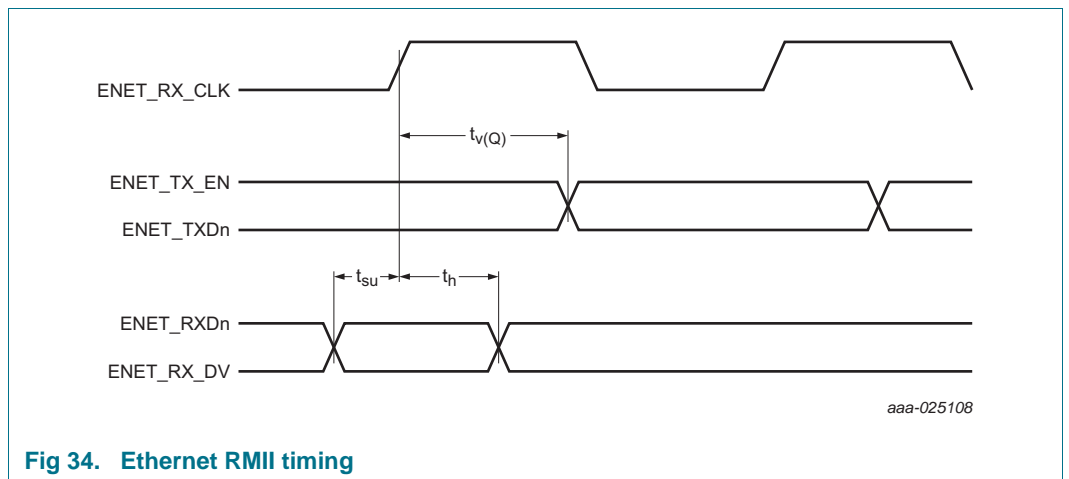 ENET_RX_CLK
tv(Q)
ENET_TX_EN
ENET_TXDn
tsu
th
ENET_RXDn
ENET_RX_DV
aaa-025108
Fig 34. Ethernet RMII timing